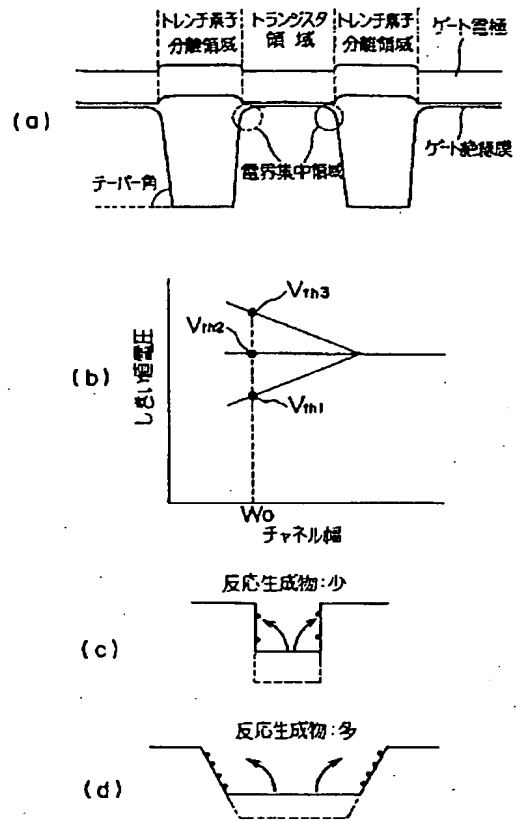 トレンチ素子
分離領域
トランジスタ
領域
トレンチ素子
分離領域
ゲート電極
(a)
電界集中領域
ゲート絶縁膜
テーパー角
Vth3
Vth2
Vth1
(b)
しきい値電圧
W0
チャネル幅
反応生成物:少
(c)
反応生成物:多
(d)